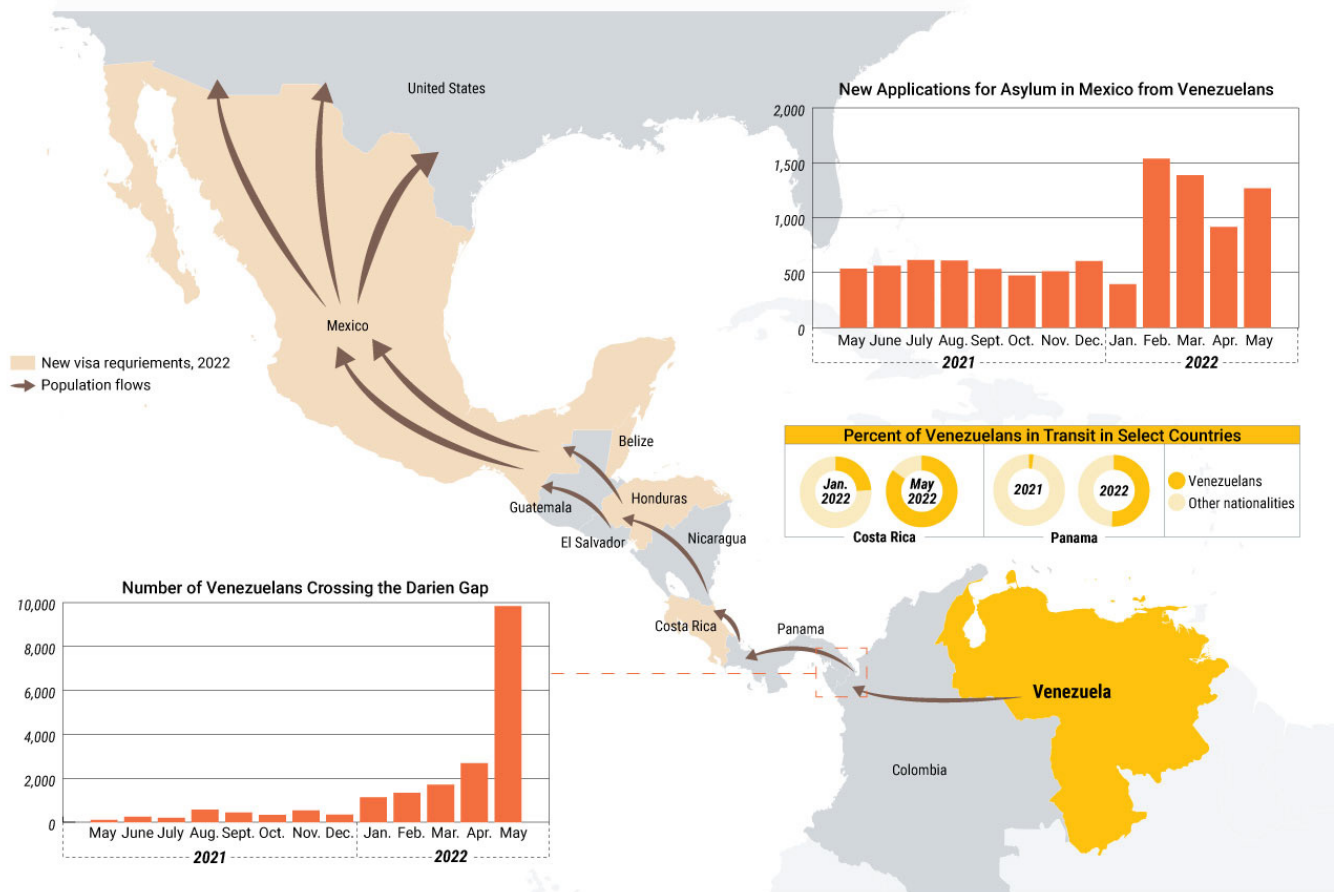 United States
Mexico
New visa requriements, 2022
Population flows
Belize
Guatemala
Honduras
El Salvador
Nicaragua
Costa Rica
Panama
Venezuela
Colombia
New Applications for Asylum in Mexico from Venezuelans
2,000
1,500
1,000
500
0
May June July Aug. Sept. Oct. Nov. Dec. Jan. Feb. Mar. Apr. May
2021 2022
Percent of Venezuelans in Transit in Select Countries
Jan. 2022
May 2022
2021
2022
Venezuelans
Other nationalities
Costa Rica
Panama
Number of Venezuelans Crossing the Darien Gap
10,000
8,000
6,000
4,000
2,000
0
May June July Aug. Sept. Oct. Nov. Dec. Jan. Feb. Mar. Apr. May
2021 2022